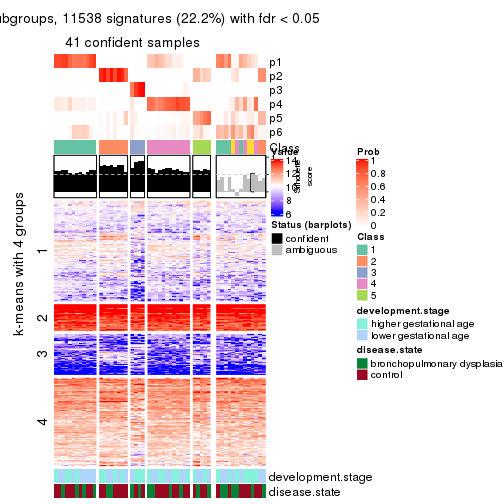 ubgroups, 11538 signatures (22.2%) with fdr < 0.05
41 confident samples
p1
p2
p3
p4
p5
p6
Class
k-means with 4 groups
1
2
3
4
Value
14
12
10
8
6
score
Status (barplots)
confident
ambiguous
Prob
1
0.8
0.6
0.4
0.2
0
Class
1
2
3
4
5
development.stage
higher gestational age
lower gestational age
disease.state
bronchopulmonary dysplasia
control
development.stage
disease.state